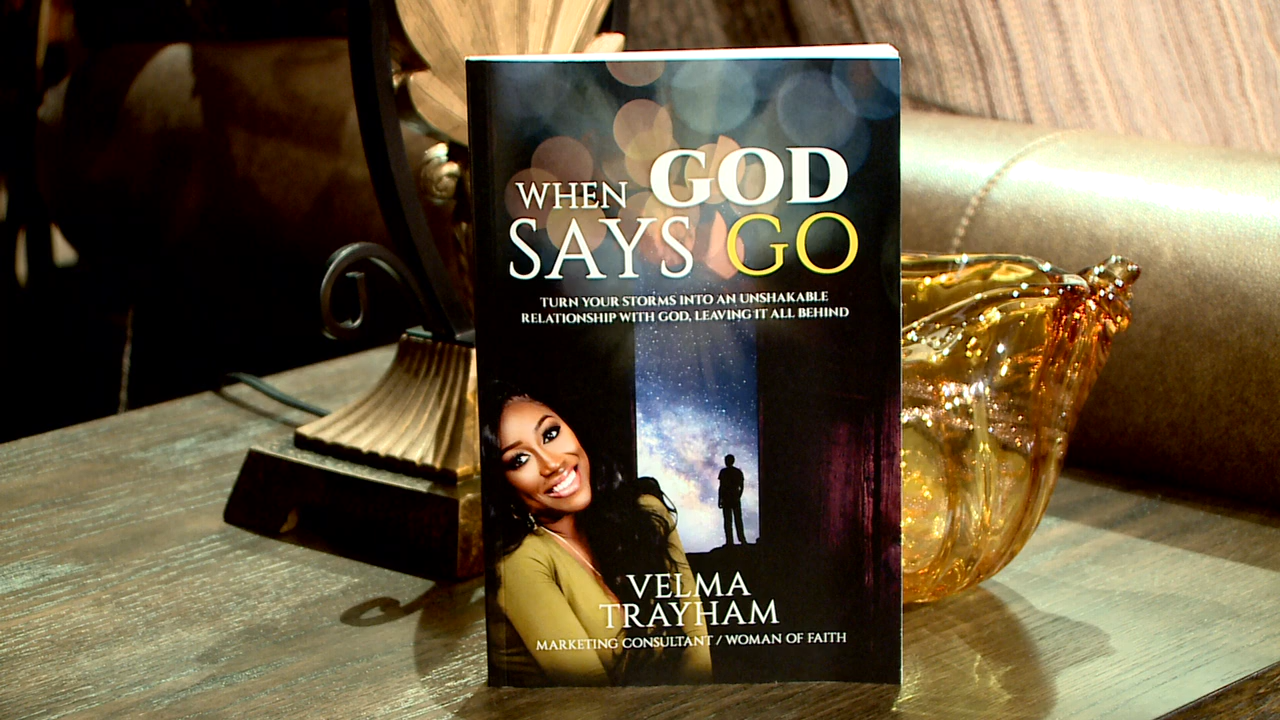 WHEN GOD
SAYS GO
TURN YOUR STORMS INTO AN UNSHAKABLE
RELATIONSHIP WITH GOD, LEAVING IT ALL BEHIND
VELMA
TRAYHAM
MARKETING CONSULTANT / WOMAN OF FAITH